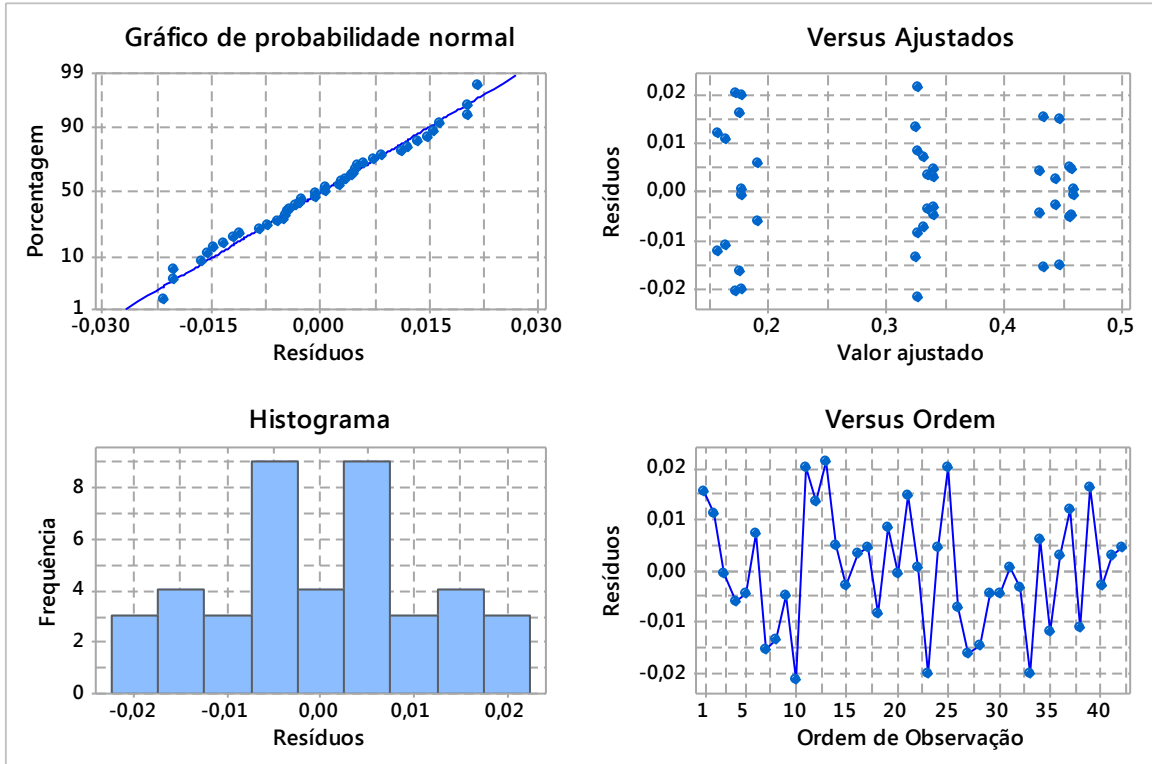 Gráfico de probabilidade normal
99
90
50
10
1
Porcentagem
-0,030 -0,015 0,000 0,015 0,030
Resíduos
Versus Ajustados
0,02
0,01
0,00
-0,01
-0,02
Resíduos
0,2 0,3 0,4 0,5
Valor ajustado
Histograma
8
6
4
2
0
Frequência
-0,02 -0,01 0,00 0,01 0,02
Resíduos
Versus Ordem
0,02
0,01
0,00
-0,01
-0,02
Resíduos
1 5 10 15 20 25 30 35 40
Ordem de Observação